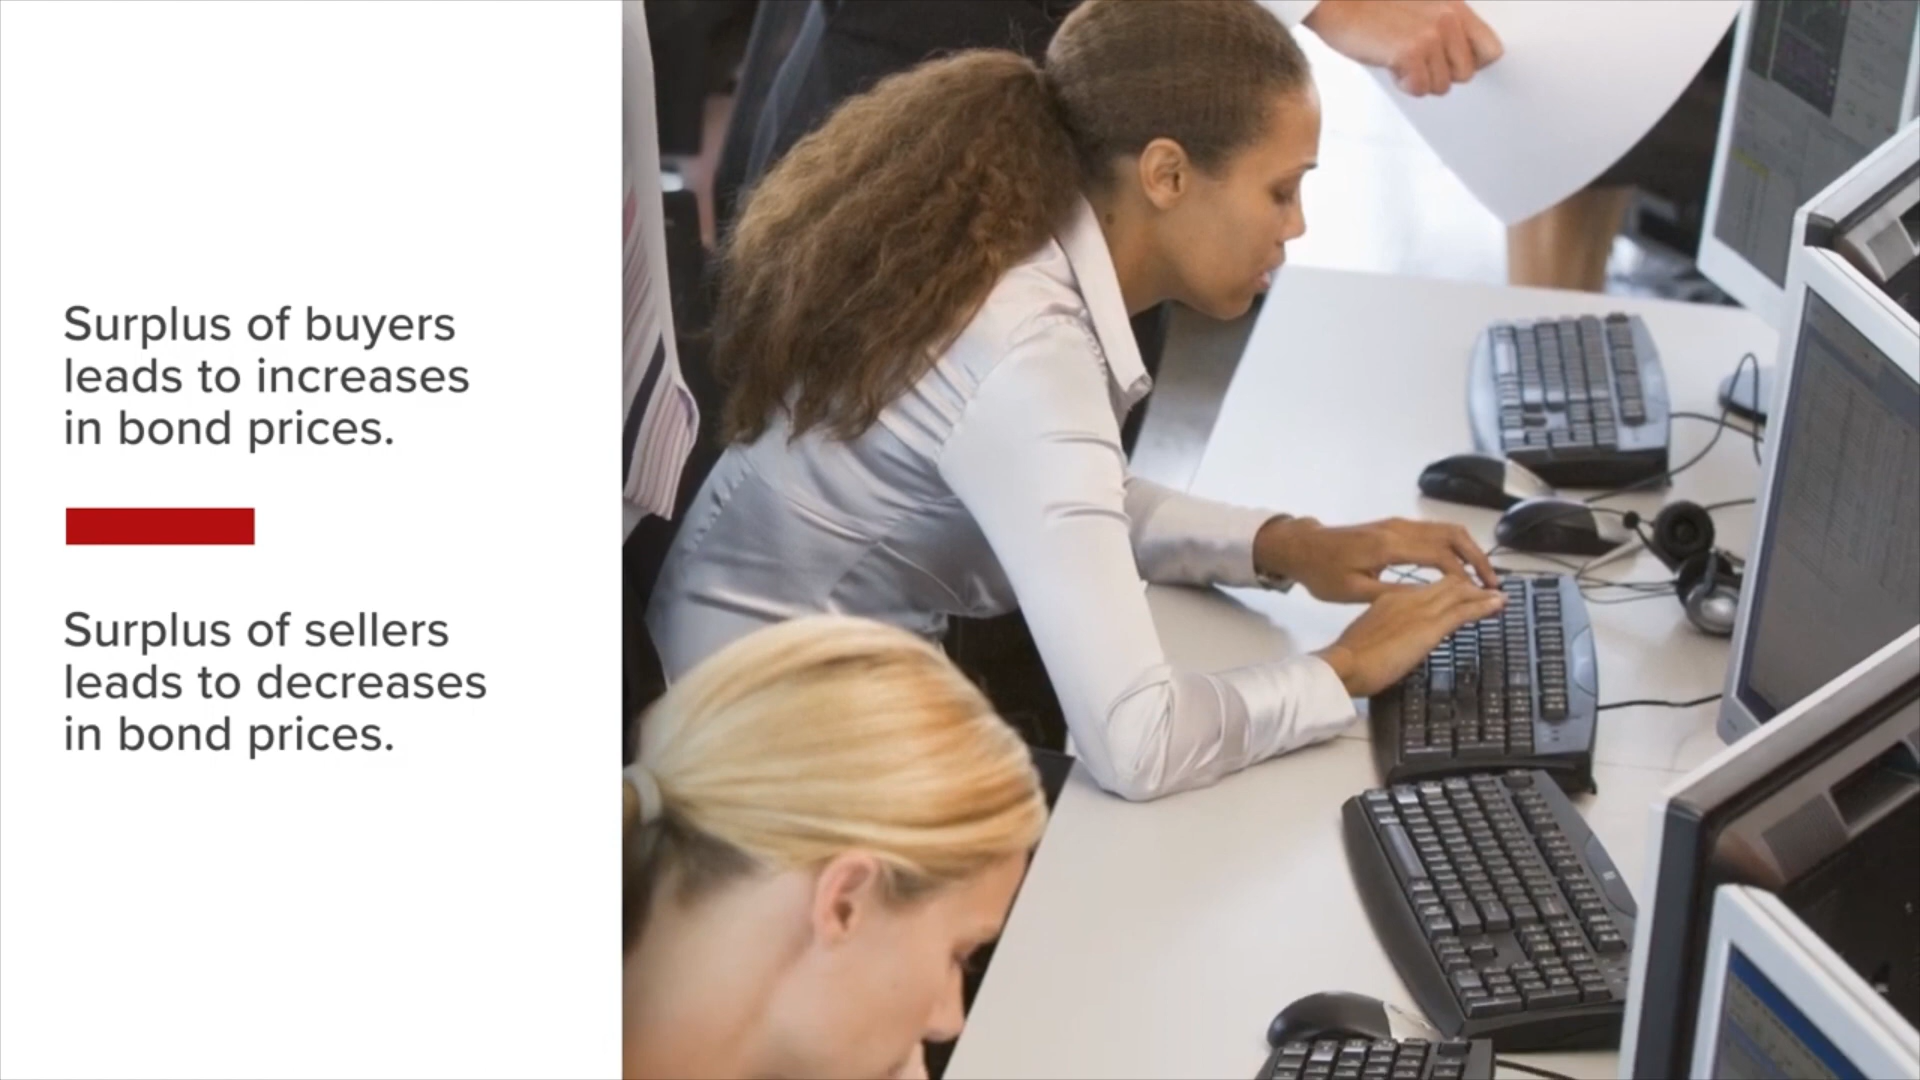 Surplus of buyers
leads to increases
in bond prices.
Surplus of sellers
leads to decreases
in bond prices.